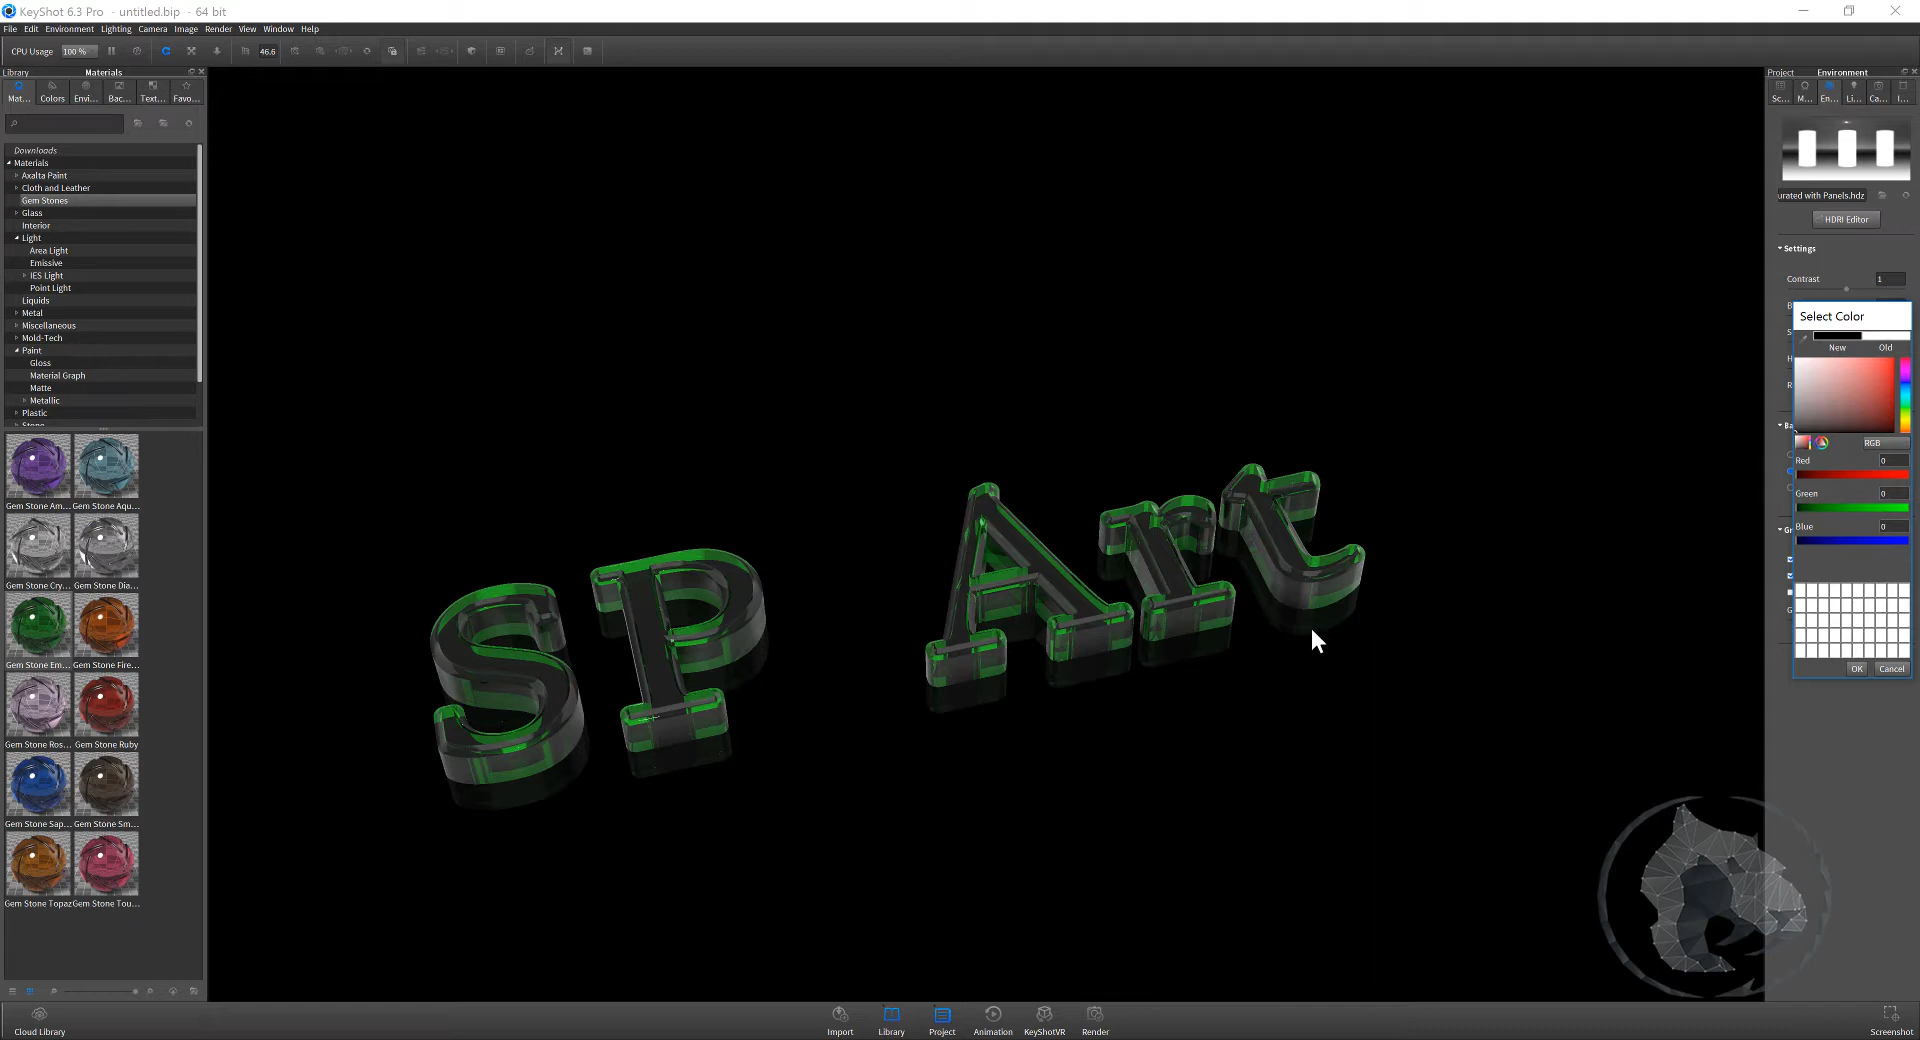 KeyShot 6.3 Pro - untitled.bip - 64 bit
File Edit Environment Lighting Camera Image Render View Window Help
CPU Usage 100 % 46.6
Library Materials
Mat... Colors Envi... Bac... Text... Favo...
Downloads
Materials
Axalta Paint
Cloth and Leather
Gem Stones
Glass
Interior
Light
Area Light
Emissive
IES Light
Point Light
Liquids
Metal
Miscellaneous
Mold-Tech
Paint
Gloss
Material Graph
Matte
Metallic
Plastic
Stone
Gem Stone Am... Gem Stone Aqu...
Gem Stone Cry... Gem Stone Dia...
Gem Stone Em... Gem Stone Fire...
Gem Stone Ros... Gem Stone Ruby
Gem Stone Sap... Gem Stone Sm...
Gem Stone Topaz Gem Stone Tou...
Cloud Library
SP Art
Project Environment
Sc... M... En... Li... Ca... I...
urated with Panels.hdz
HDRI Editor
Settings
Contrast 1
Select Color
New Old
RGB
Red 0
Green 0
Blue 0
OK Cancel
Import Library Project Animation KeyShotVR Render
Screenshot